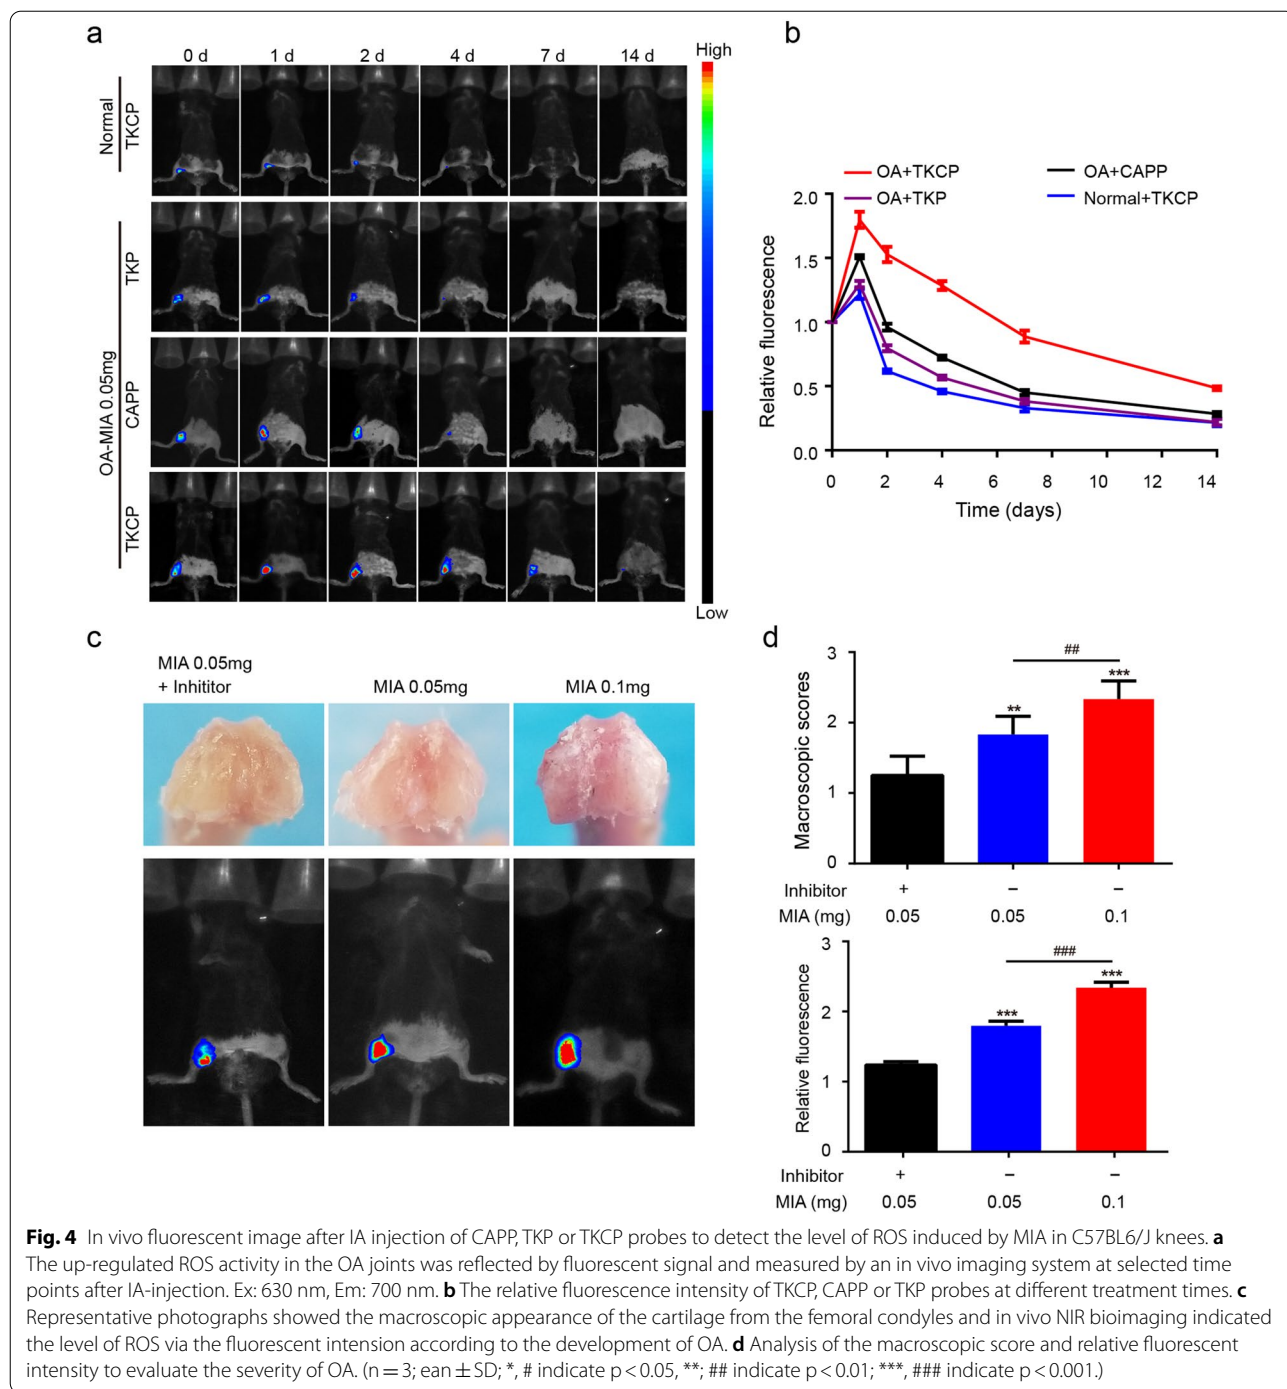 a
0 d 1 d 2 d 4 d 7 d 14 d
High
Normal
TKCP
OA-MIA 0.05mg
TKP
CAPP
TKCP
Low
b
OA+TKCP OA+CAPP
OA+TKP Normal+TKCP
Relative fluorescence
2.0
1.5
1.0
0.5
0.0
0 2 4 6 8 10 12 14
Time (days)
c
MIA 0.05mg
+ Inhititor
MIA 0.05mg
MIA 0.1mg
d
Macroscopic scores
3
2
1
0
##
**
***
Inhibitor + − −
MIA (mg) 0.05 0.05 0.1
Relative fluorescence
3
2
1
0
###
***
***
Inhibitor + − −
MIA (mg) 0.05 0.05 0.1
Fig. 4 In vivo fluorescent image after IA injection of CAPP, TKP or TKCP probes to detect the level of ROS induced by MIA in C57BL6/J knees. a
The up-regulated ROS activity in the OA joints was reflected by fluorescent signal and measured by an in vivo imaging system at selected time
points after IA-injection. Ex: 630 nm, Em: 700 nm. b The relative fluorescence intensity of TKCP, CAPP or TKP probes at different treatment times. c
Representative photographs showed the macroscopic appearance of the cartilage from the femoral condyles and in vivo NIR bioimaging indicated
the level of ROS via the fluorescent intension according to the development of OA. d Analysis of the macroscopic score and relative fluorescent
intensity to evaluate the severity of OA. (n = 3; ean ± SD; *, # indicate p < 0.05, **; ## indicate p < 0.01; ***, ### indicate p < 0.001.)